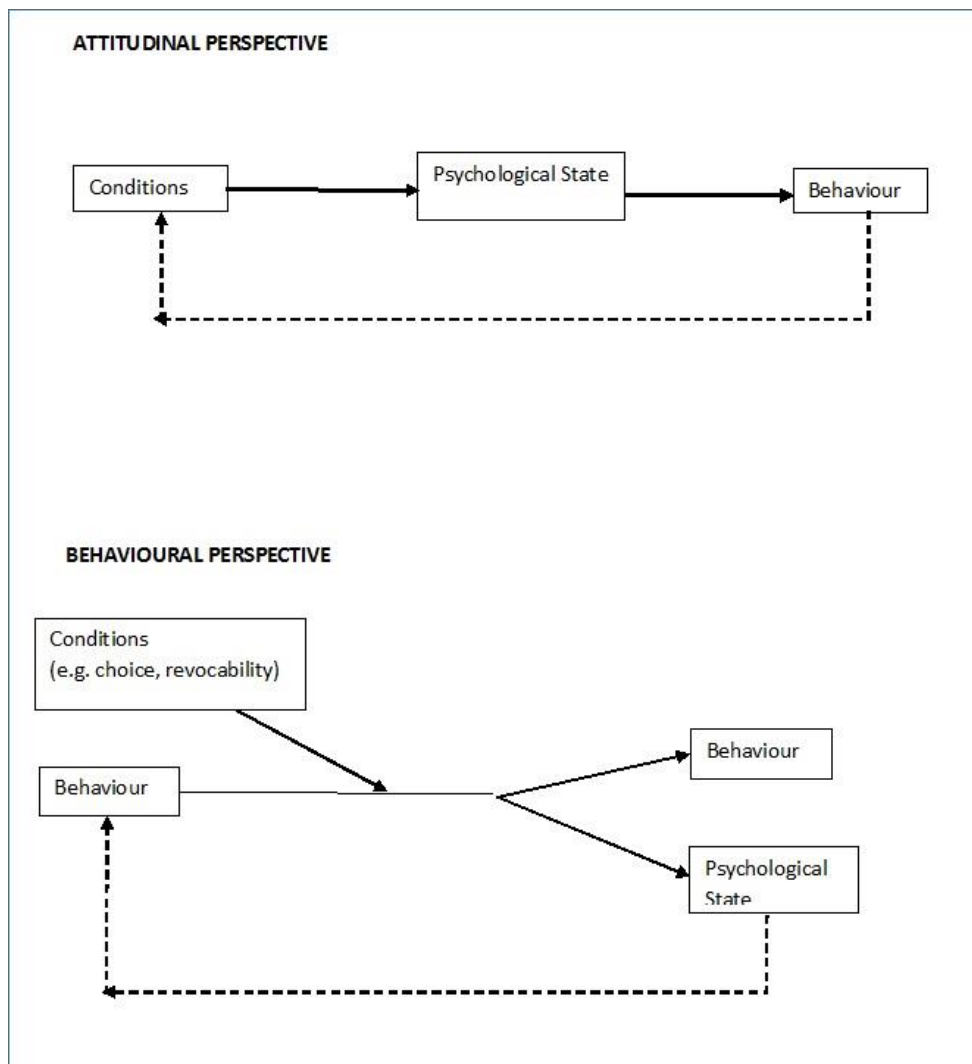 ATTITUDINAL PERSPECTIVE
Conditions
Psychological State
Behaviour
BEHAVIOURAL PERSPECTIVE
Conditions
(e.g. choice, revocability)
Behaviour
Behaviour
Psychological
State